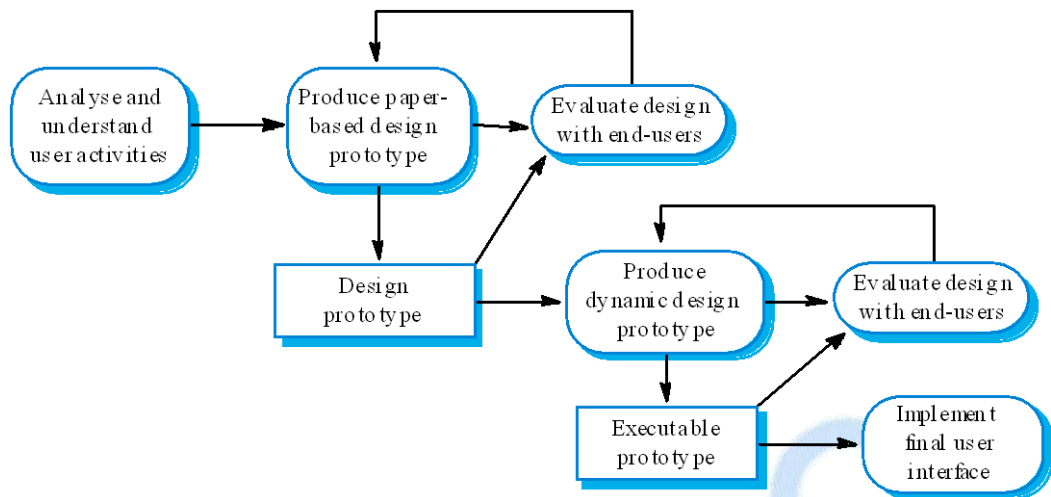 Analyse and
understand
user activities
Produce paper-
based design
prototype
Evaluate design
with end-users
Design
prototype
Produce
dynamic design
prototype
Evaluate design
with end-users
Executable
prototype
Implement
final user
interface